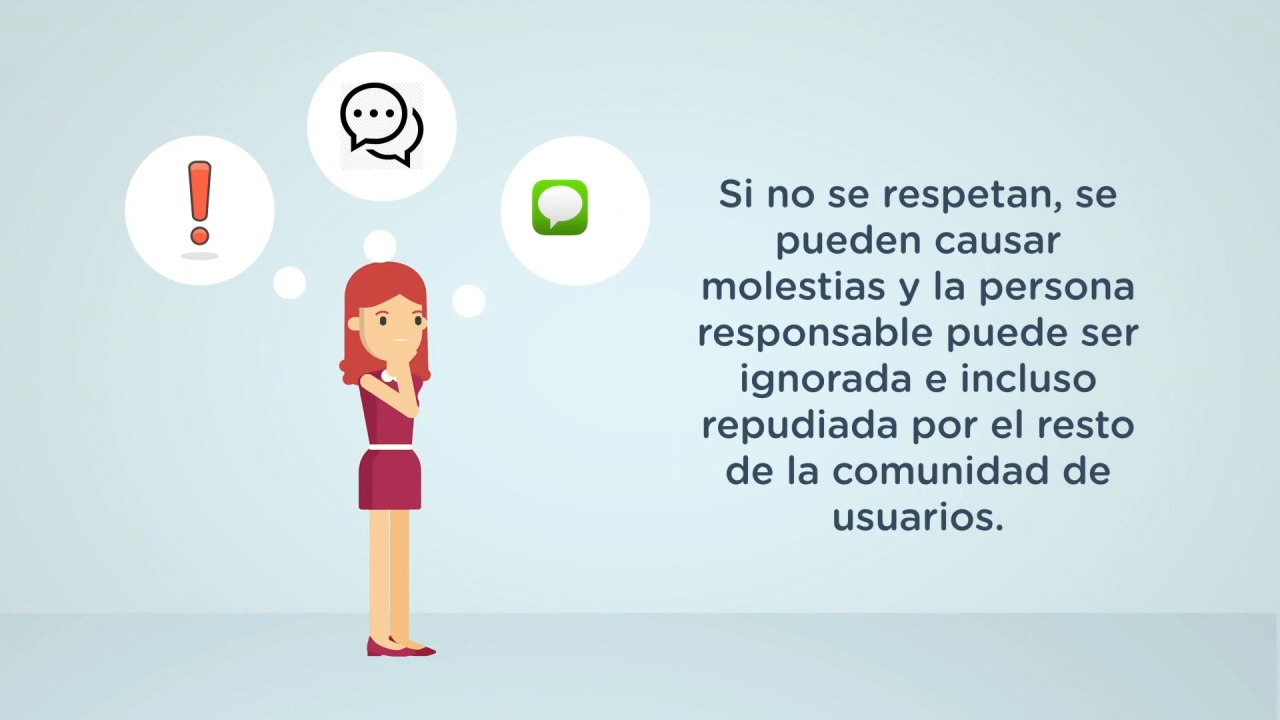 Si no se respetan, se
pueden causar
molestias y la persona
responsable puede ser
ignorada e incluso
repudiada por el resto
de la comunidad de
usuarios.